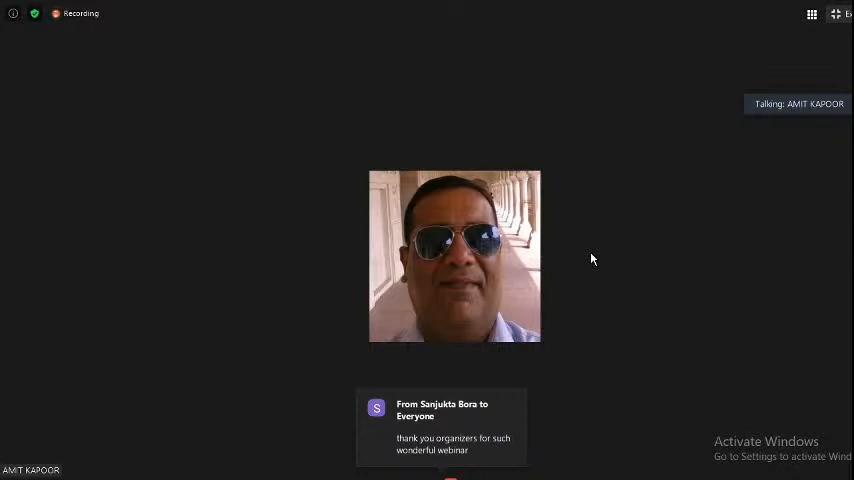 Recording
Ex
Talking: AMIT KAPOOR
S
From Sanjukta Bora to
Everyone
thank you organizers for such
wonderful webinar
Activate Windows
Go to Settings to activate Wind
AMIT KAPOOR